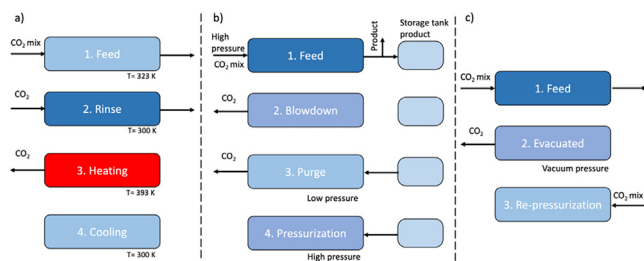 a)
CO2 mix
1. Feed
T= 323 K
CO2
2. Rinse
T= 300 K
CO2
3. Heating
T= 393 K
4. Cooling
T= 300 K
b)
High
pressure
CO2 mix
1. Feed
Product
Storage tank
product
CO2
2. Blowdown
CO2
3. Purge
Low pressure
4. Pressurization
High pressure
c)
CO2 mix
1. Feed
CO2
2. Evacuated
Vacuum pressure
CO2 mix
3. Re-pressurization